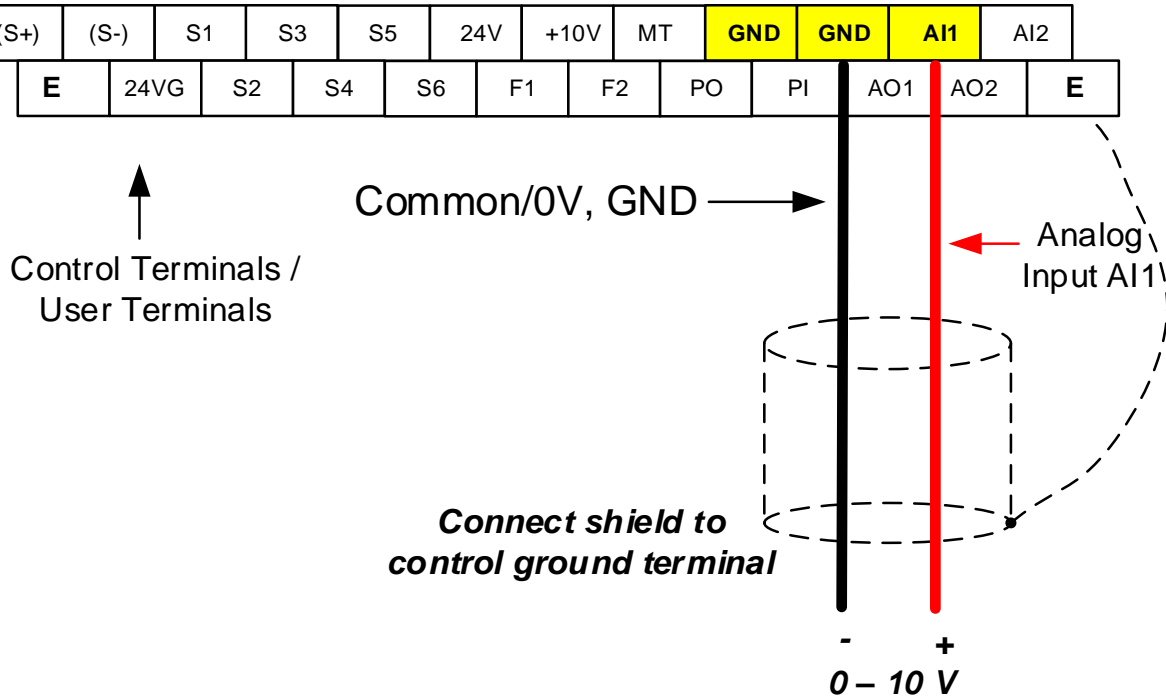 S+) (S-) S1 S3 S5 24V +10V MT GND GND AI1 AI2
E 24VG S2 S4 S6 F1 F2 PO PI AO1 AO2 E
Common/0V, GND
Control Terminals /
User Terminals
Analog
Input AI1
Connect shield to
control ground terminal
- +
0 – 10 V